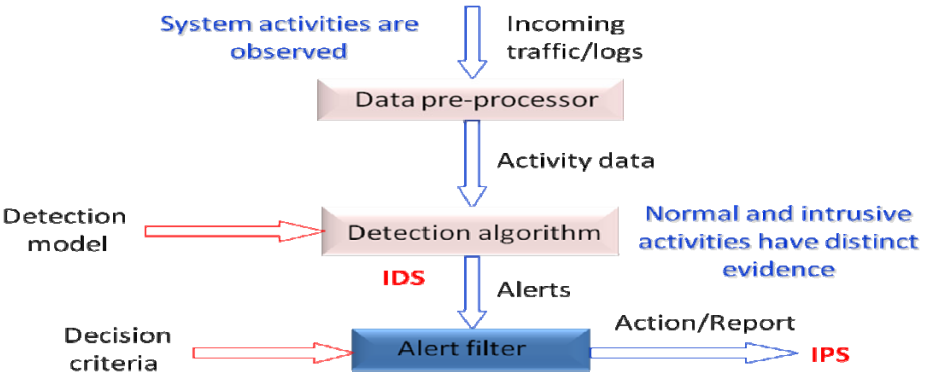 System activities are
observed
Incoming
traffic/logs
Data pre-processor
Activity data
Detection
model
Detection algorithm
Normal and intrusive
activities have distinct
evidence
IDS
Alerts
Decision
criteria
Alert filter
Action/Report
IPS